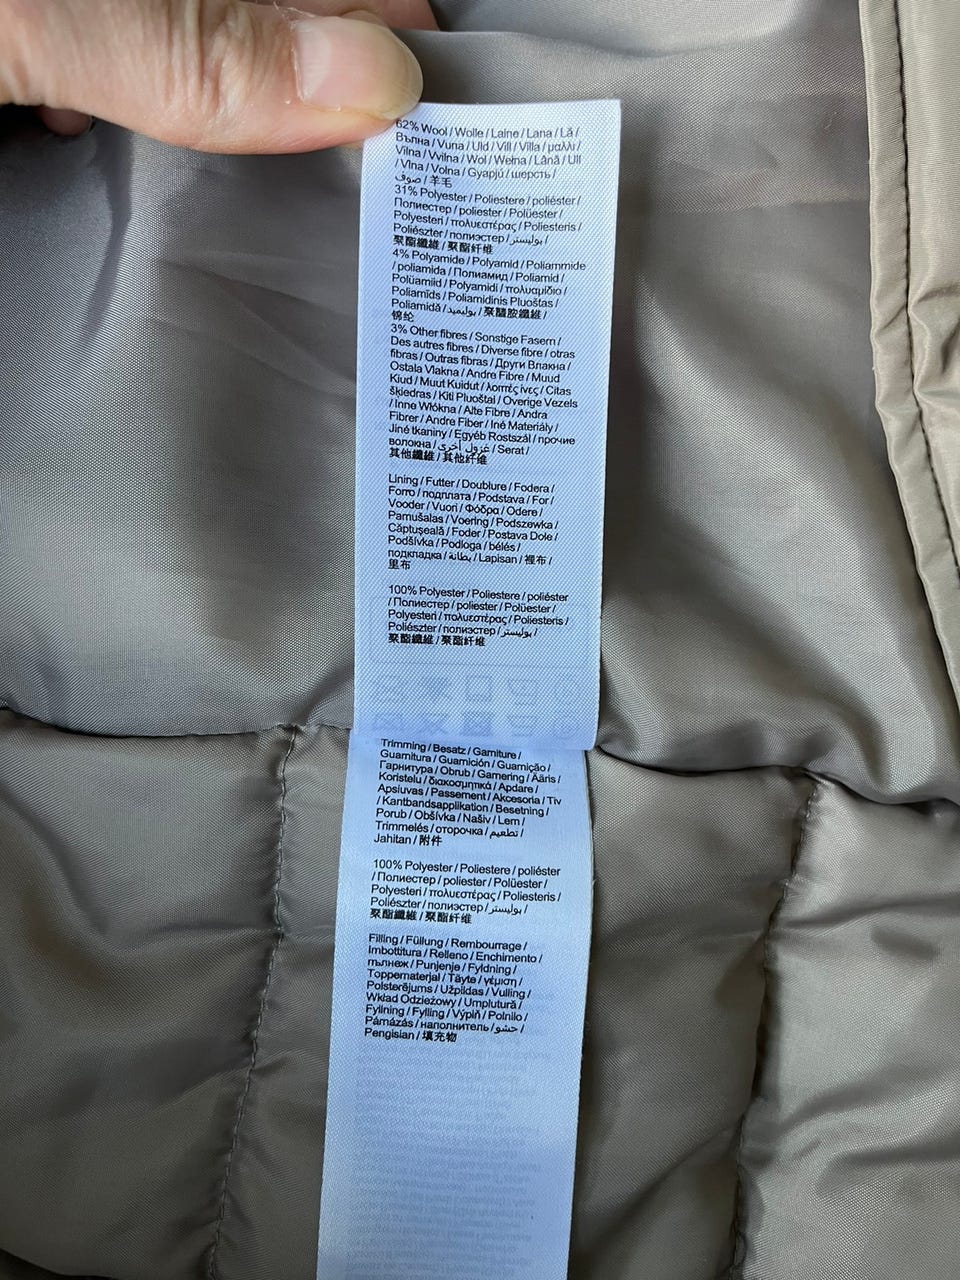 62% Wool / Wolle / Laine / Lana / Lã /
Вълна / Vuna / Uld / Vill / Villa / μαλλι /
Vilna / Vvilna / Wol / Wełna / Lână / Ull
/ Vlna / Volna / Gyapjú / шерсть /
صوف / 羊毛
31% Polyester / Poliestere / poliéster /
Полиестер / poliester / Polüester /
Polyesteri / πολυεστέρας / Poliesteris /
Poliészter / полиэстер / بوليستر /
聚酯纖維 / 聚酯纤维
4% Polyamide / Polyamid / Poliammide
/ poliamida / Полиамид / Poliamid /
Polüamiid / Polyamidi / πολυαμίδιο /
Poliamīds / Poliamidinis Pluoštas /
Poliamidă / بوليميد / 聚醯胺纖維 /
锦纶
3% Other fibres / Sonstige Fasern /
Des autres fibres / Diverse fibre / otras
fibras / Outras fibras / Други Влакна /
Ostala Vlakna / Andre Fibre / Muud
Kiud / Muut Kuidut / λοιπές ίνες / Citas
šķiedras / Kiti Pluoštai / Overige Vezels
/ Inne Włókna / Alte Fibre / Andra
Fibrer / Andre Fiber / Iné Materiály /
Jiné tkaniny / Egyéb Rostszál / прочие
волокна / غزول أخرى / Serat /
其他纖維 / 其他纤维
Lining / Futter / Doublure / Fodera /
Forro / подплата / Podstava / For /
Vooder / Vuori / Φόδρα / Odere /
Pamušalas / Voering / Podszewka /
Căptuşeală / Foder / Postava Dole /
Podšívka / Podloga / bélés /
подкладка / بطانة / Lapisan / 裡布 /
里布
100% Polyester / Poliestere / poliéster
/ Полиестер / poliester / Polüester /
Polyesteri / πολυεστέρας / Poliesteris /
Poliészter / полиэстер / بوليستر /
聚酯纖維 / 聚酯纤维
Trimming / Besatz / Garniture /
Guarnitura / Guarnición / Guarnição /
Гарнитура / Obrub / Garnering / Ääris /
Koristelu / διακοσμητικά / Apdare /
Apsiuvas / Passement / Akcesoria / Tiv
/ Kantbandsapplikation / Besetning /
Porub / Obšívka / Našiv / Lem /
Trimmelés / оторочка / تطعيم /
Jahitan / 附件
100% Polyester / Poliestere / poliéster
/ Полиестер / poliester / Polüester /
Polyesteri / πολυεστέρας / Poliesteris /
Poliészter / полиэстер / بوليستر /
聚酯纖維 / 聚酯纤维
Filling / Füllung / Rembourrage /
Imbottitura / Relleno / Enchimento /
пълнеж / Punjenje / Fyldning /
Toppematerjal / Täyte / γέμιση /
Polsterējums / Užpildas / Vulling /
Wkład Odzieżowy / Umplutură /
Fyllning / Fylling / Výplň / Polnilo /
Párnázás / наполнитель / حشو /
Pengisian / 填充物